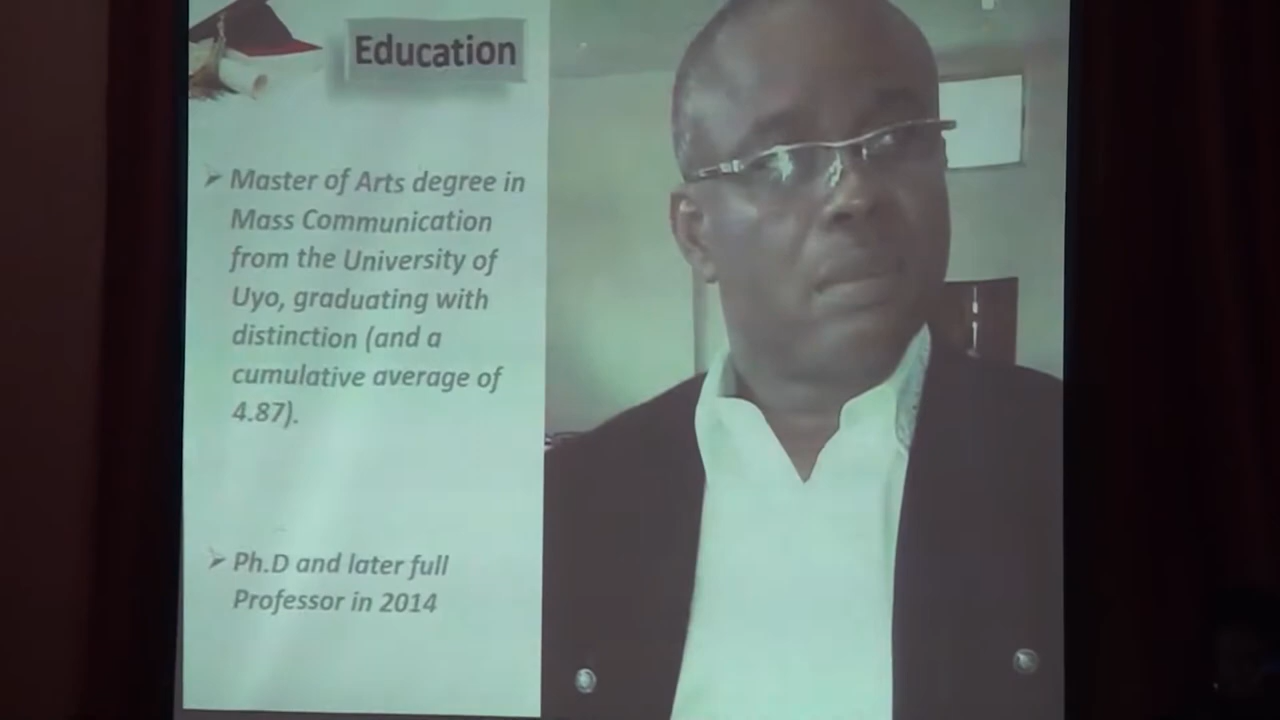 Education
Master of Arts degree in
Mass Communication
from the University of
Uyo, graduating with
distinction (and a
cumulative average of
4.87).
Ph.D and later full
Professor in 2014